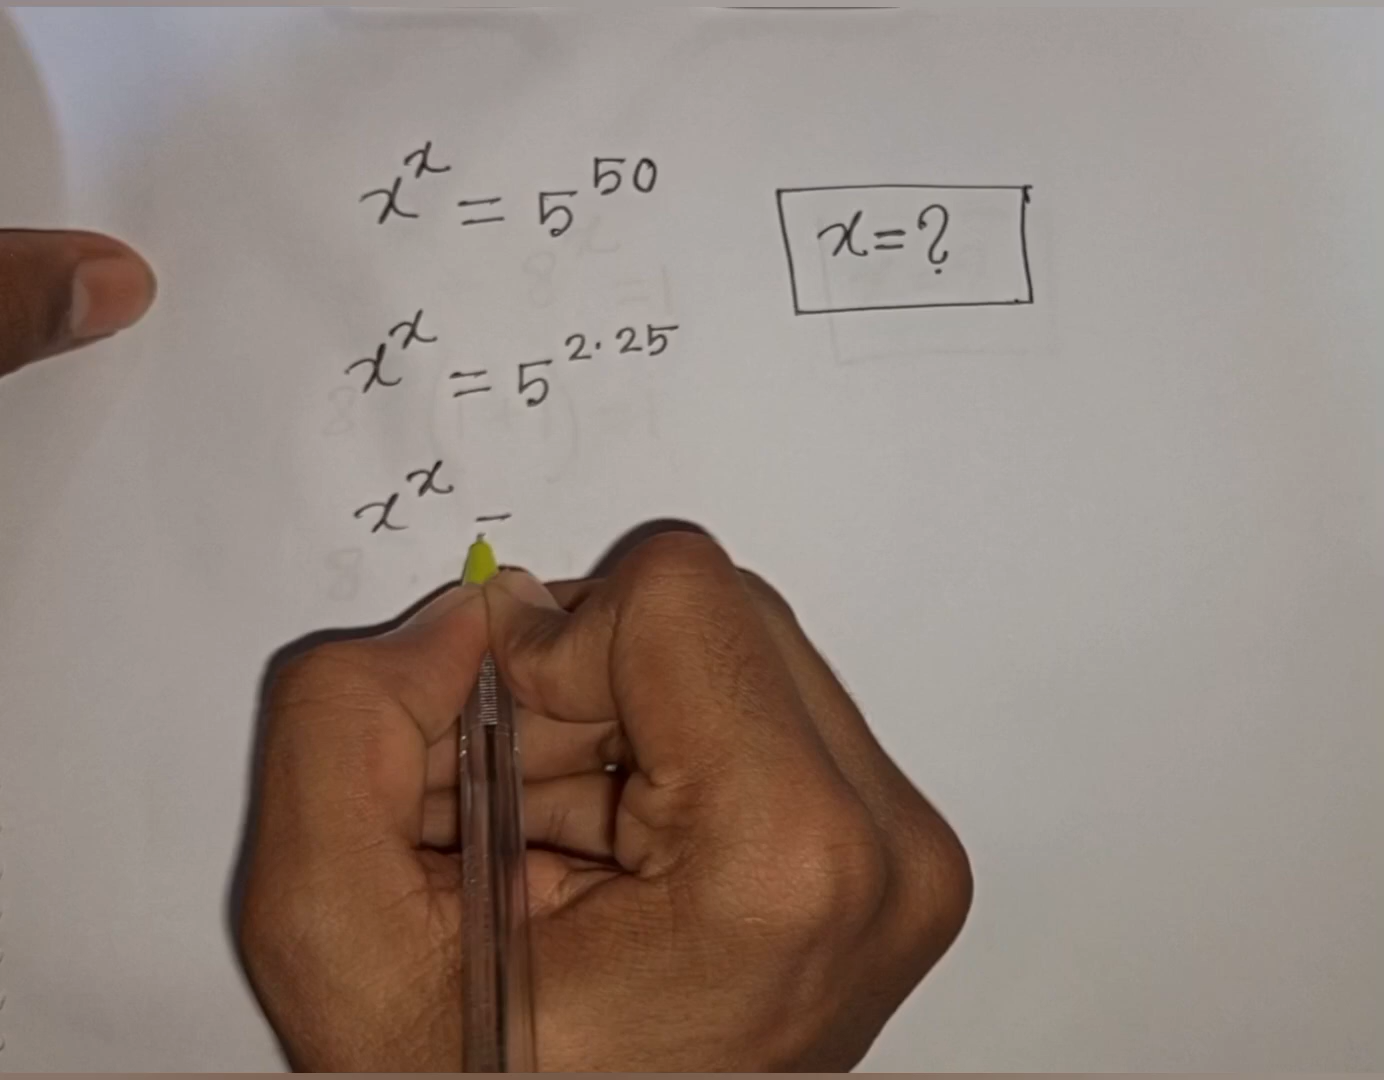 x^x = 5^50
x = ?
x^x = 5^2·25
x^x -